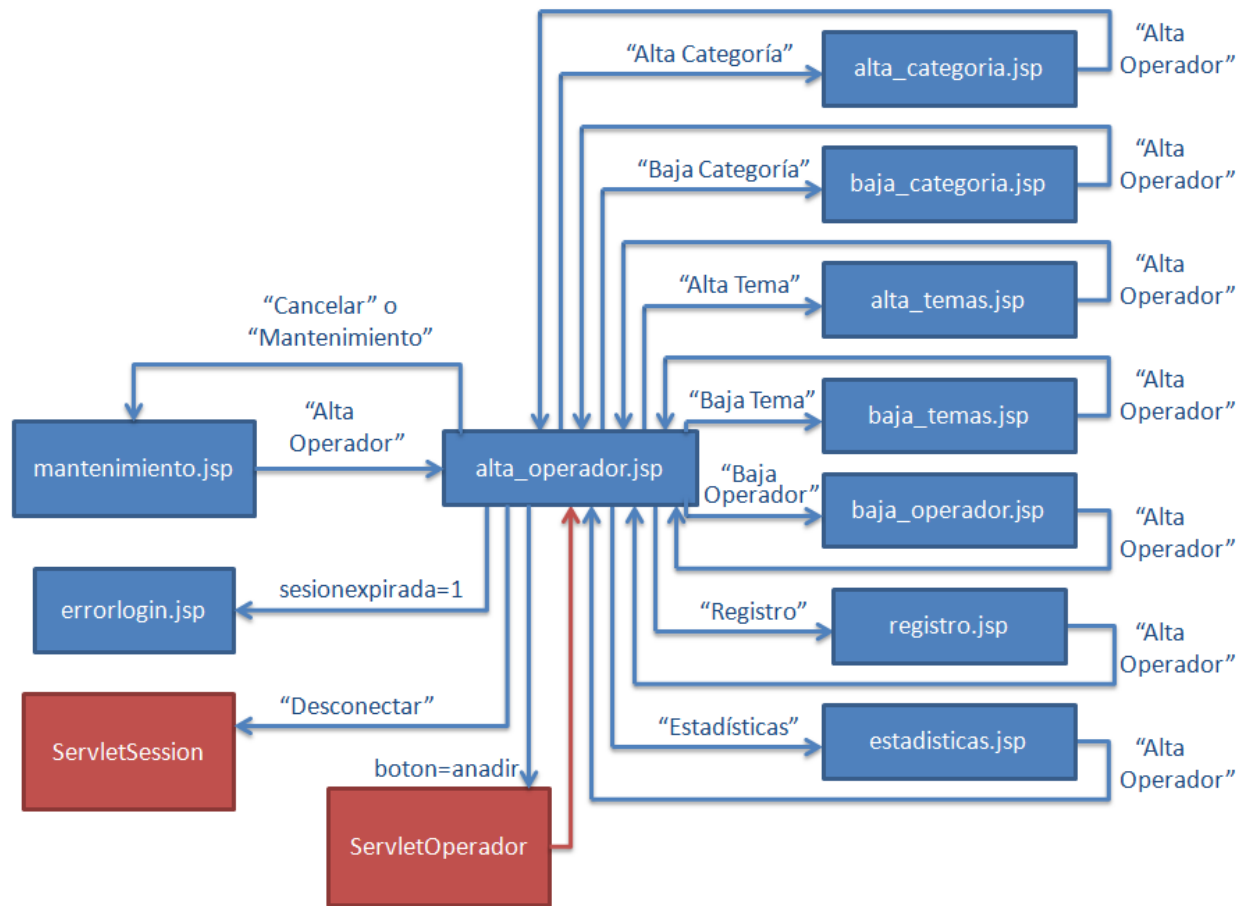 “Alta
Operador”
“Alta Categoría”
alta_categoria.jsp
“Alta
Operador”
“Baja Categoría”
baja_categoria.jsp
“Alta
Operador”
“Alta Tema”
alta_temas.jsp
“Cancelar” o
“Mantenimiento”
“Alta
Operador”
“Baja Tema”
baja_temas.jsp
“Alta
Operador”
mantenimiento.jsp
alta_operador.jsp
“Baja
Operador”
baja_operador.jsp
“Alta
Operador”
sesionexpirada=1
errorlogin.jsp
“Registro”
registro.jsp
“Alta
Operador”
“Desconectar”
ServletSession
“Estadísticas”
estadisticas.jsp
“Alta
Operador”
boton=anadir
ServletOperador